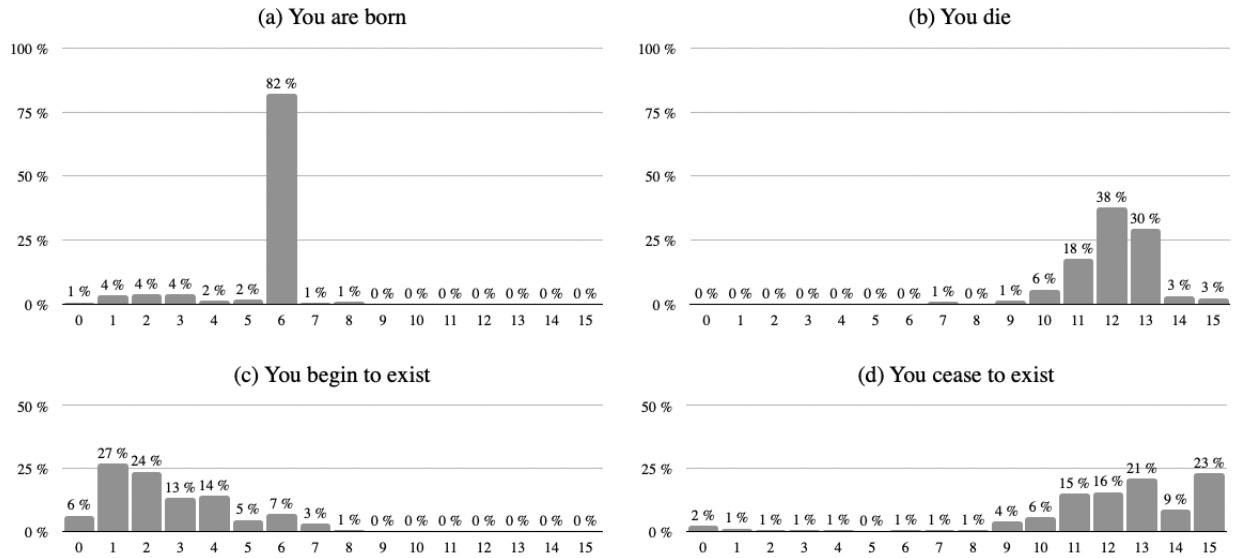 (a) You are born
100 %
75 %
50 %
25 %
0 %
1 % 4 % 4 % 4 % 2 % 2 % 82 % 1 % 1 % 0 % 0 % 0 % 0 % 0 % 0 % 0 %
0 1 2 3 4 5 6 7 8 9 10 11 12 13 14 15
(b) You die
100 %
75 %
50 %
25 %
0 %
0 % 0 % 0 % 0 % 0 % 0 % 0 % 1 % 0 % 1 % 6 % 18 % 38 % 30 % 3 % 3 %
0 1 2 3 4 5 6 7 8 9 10 11 12 13 14 15
(c) You begin to exist
50 %
25 %
0 %
6 % 27 % 24 % 13 % 14 % 5 % 7 % 3 % 1 % 0 % 0 % 0 % 0 % 0 % 0 % 0 %
0 1 2 3 4 5 6 7 8 9 10 11 12 13 14 15
(d) You cease to exist
50 %
25 %
0 %
2 % 1 % 1 % 1 % 1 % 0 % 1 % 1 % 1 % 4 % 6 % 15 % 16 % 21 % 9 % 23 %
0 1 2 3 4 5 6 7 8 9 10 11 12 13 14 15